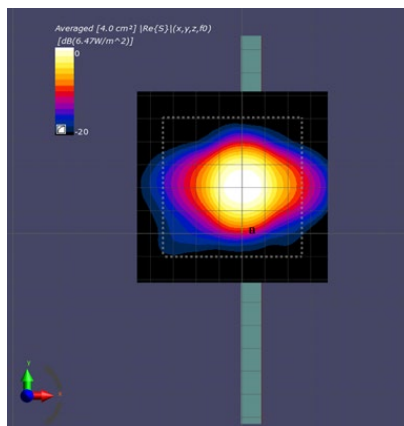 Averaged [4.0 cm²] |Re{S}|(x,y,z,f0)
[dB(6.47W/m^2)]
0
-20
Y
X